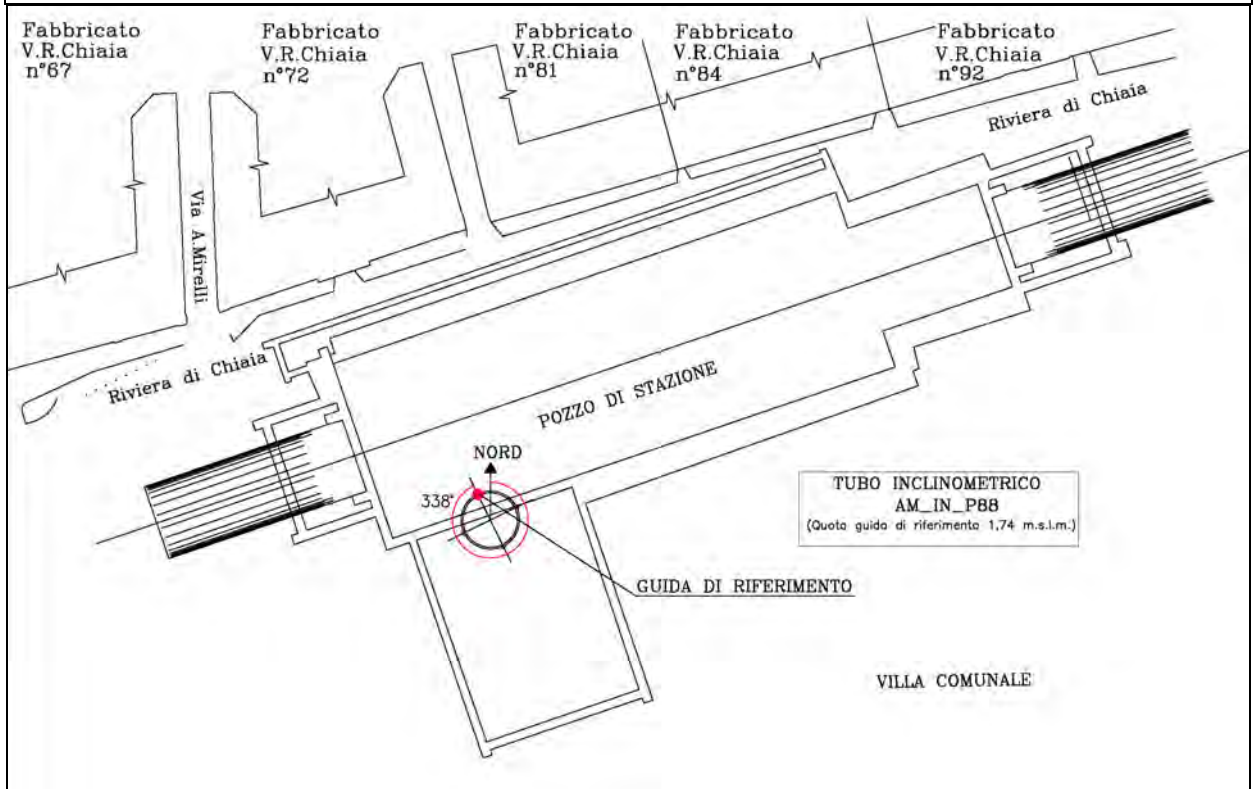 Fabbricato
V.R.Chiaia
n°67
Fabbricato
V.R.Chiaia
n°72
Fabbricato
V.R.Chiaia
n°81
Fabbricato
V.R.Chiaia
n°84
Fabbricato
V.R.Chiaia
n°92
Riviera di Chiaia
Via A.Mirelli
Riviera di Chiaia
POZZO DI STAZIONE
NORD
338°
TUBO INCLINOMETRICO
AM_IN_P88
(Quota guida di riferimento 1,74 m.s.l.m.)
GUIDA DI RIFERIMENTO
VILLA COMUNALE